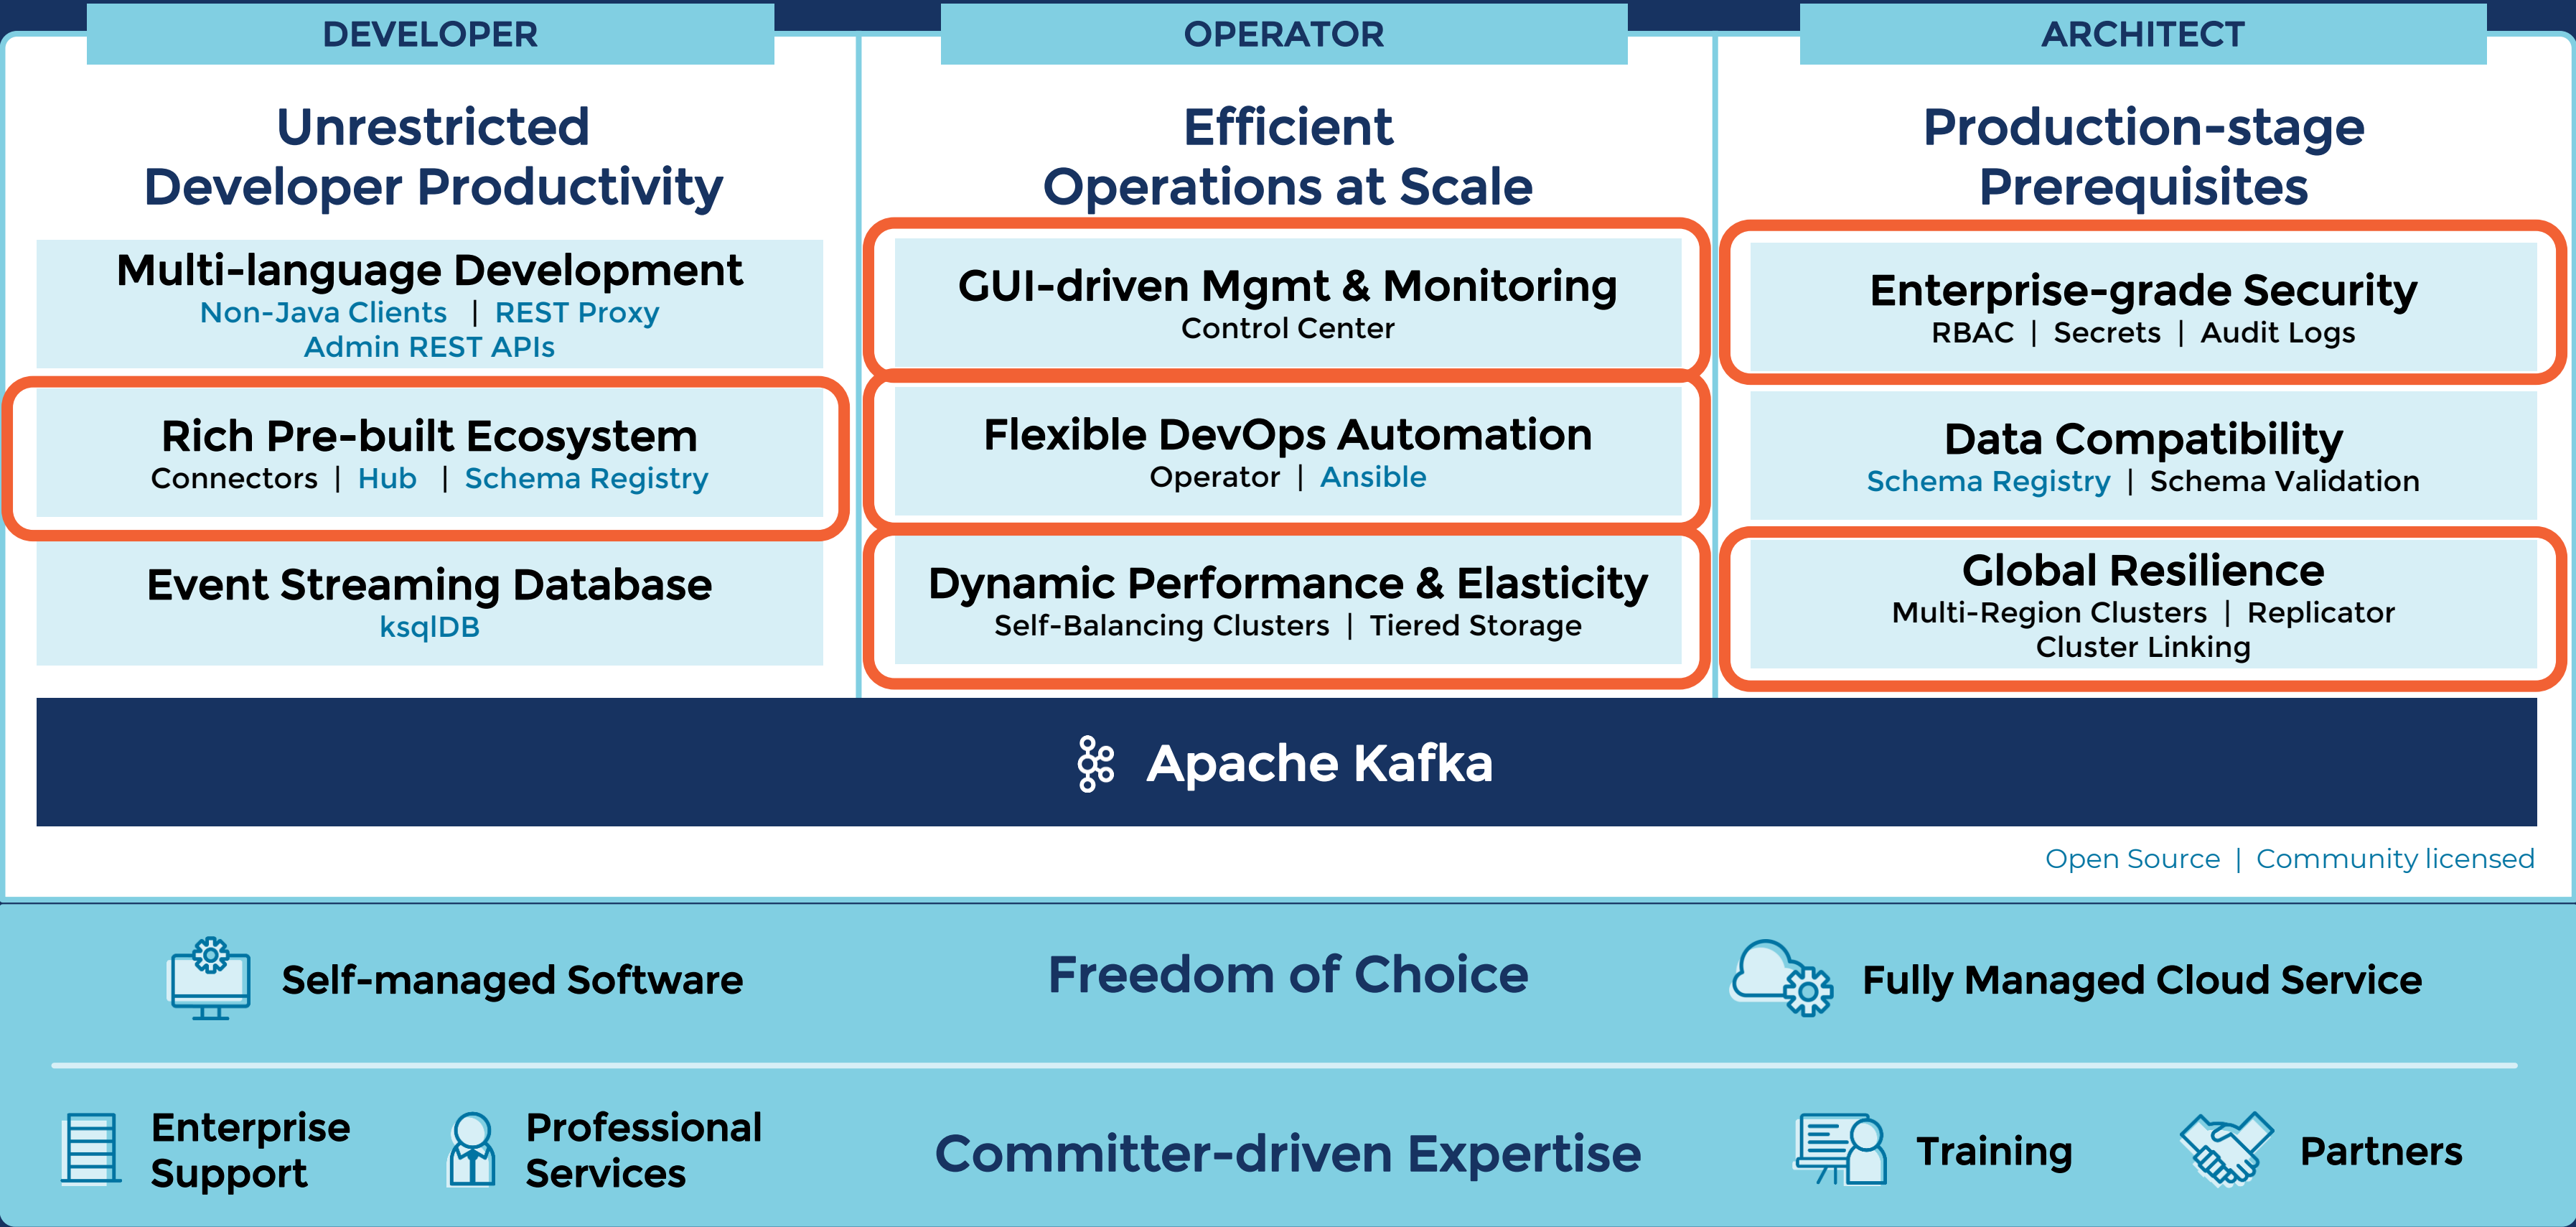 DEVELOPER
Unrestricted
Developer Productivity
Multi-language Development
Non-Java Clients | REST Proxy
Admin REST APIs
Rich Pre-built Ecosystem
Connectors | Hub | Schema Registry
Event Streaming Database
ksqlDB
OPERATOR
Efficient
Operations at Scale
GUI-driven Mgmt & Monitoring
Control Center
Flexible DevOps Automation
Operator | Ansible
Dynamic Performance & Elasticity
Self-Balancing Clusters | Tiered Storage
ARCHITECT
Production-stage
Prerequisites
Enterprise-grade Security
RBAC | Secrets | Audit Logs
Data Compatibility
Schema Registry | Schema Validation
Global Resilience
Multi-Region Clusters | Replicator
Cluster Linking
Apache Kafka
Open Source | Community licensed
Self-managed Software
Freedom of Choice
Fully Managed Cloud Service
Enterprise
Support
Professional
Services
Committer-driven Expertise
Training
Partners